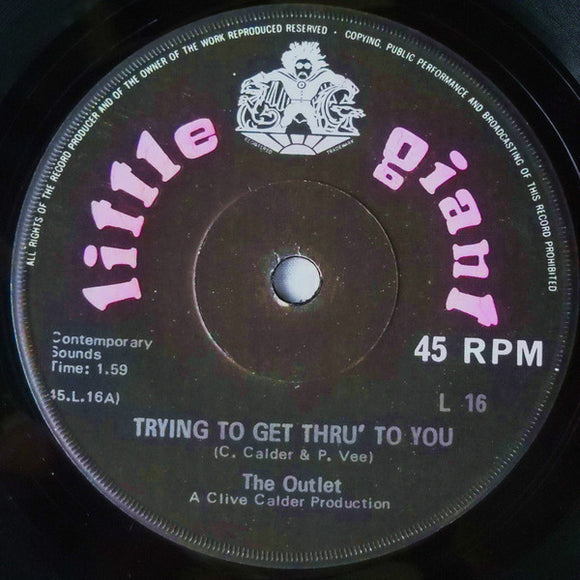 ALL RIGHTS OF THE RECORD PRODUCER AND OF THE OWNER OF THE WORK REPRODUCED RESERVED • COPYING, PUBLIC PERFORMANCE AND BROADCASTING OF THIS RECORD PROHIBITED
little giant
REGISTERED TRADEMARK
Contemporary
Sounds
Time: 1.59
45 RPM
45.L.16A)
L 16
TRYING TO GET THRU' TO YOU
(C. Calder & P. Vee)
The Outlet
A Clive Calder Production